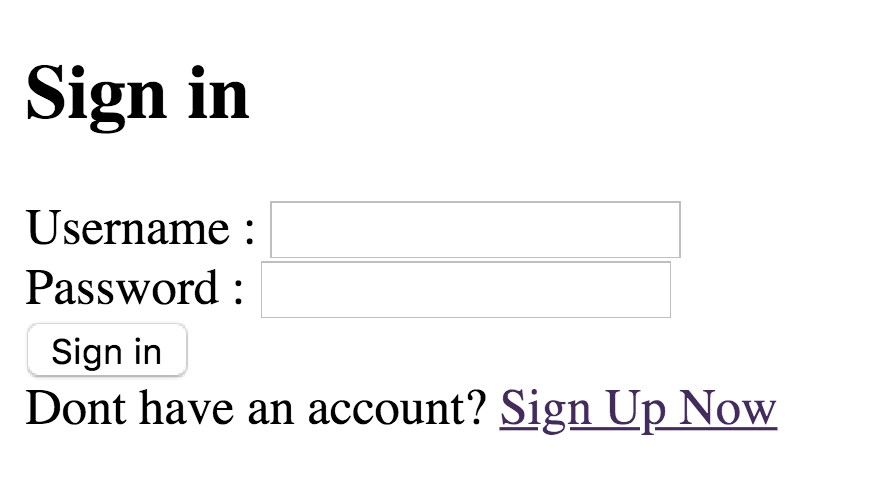 Sign in
Username :
Password :
Sign in
Dont have an account? Sign Up Now